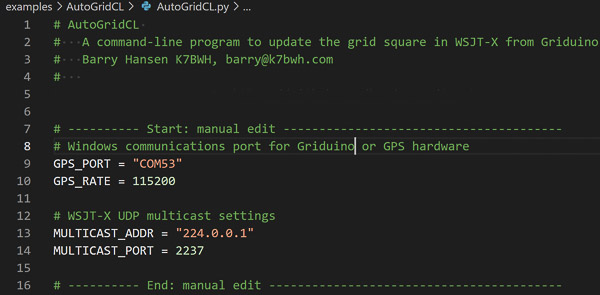 examples > AutoGridCL > AutoGridCL.py > ...
1 # AutoGridCL
2 #   A command-line program to update the grid square in WSJT-X from Griduino
3 #   Barry Hansen K7BWH, barry@k7bwh.com
4 #
5
6
7 # ---------- Start: manual edit ----------------------------------------
8 # Windows communications port for Griduino or GPS hardware
9 GPS_PORT = "COM53"
10 GPS_RATE = 115200
11
12 # WSJT-X UDP multicast settings
13 MULTICAST_ADDR = "224.0.0.1"
14 MULTICAST_PORT = 2237
15
16 # ---------- End: manual edit ------------------------------------------